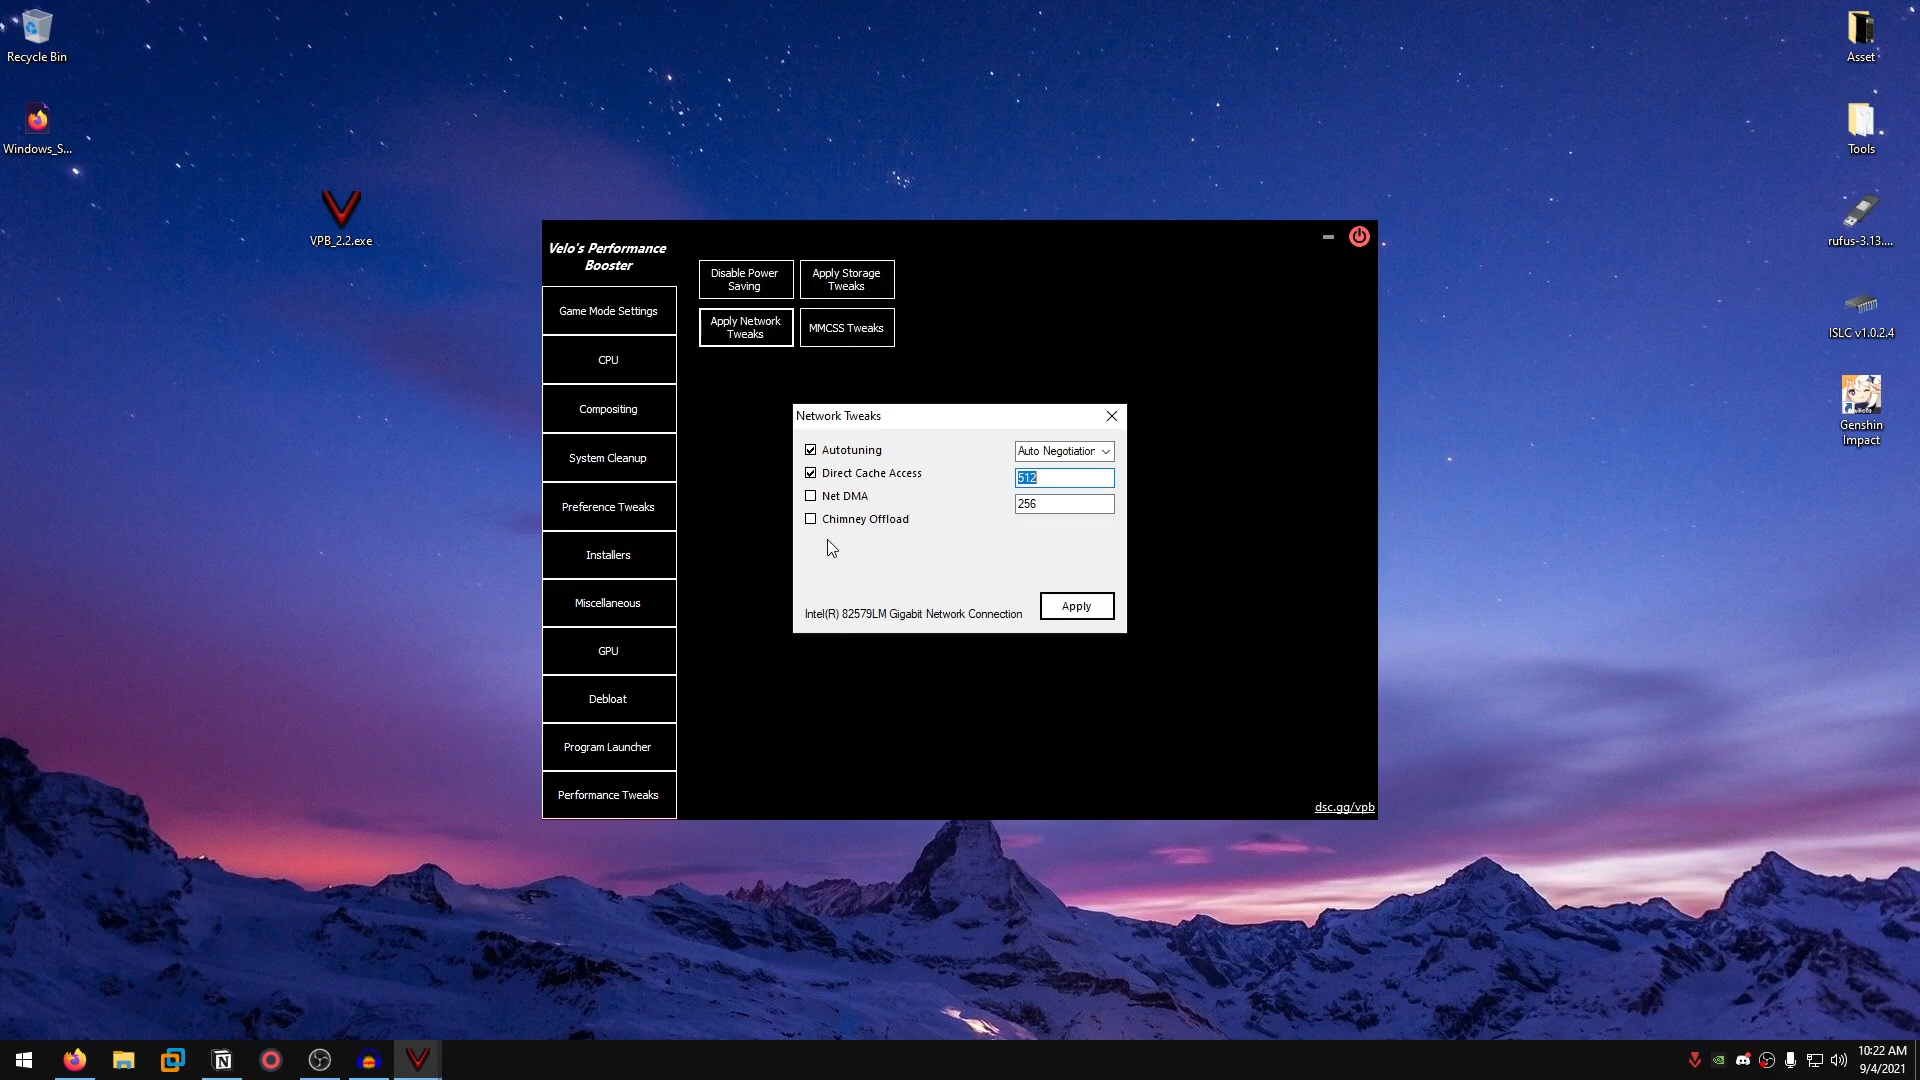 Recycle Bin
Windows_S...
VPB_2.2.exe
Asset
Tools
rufus-3.13....
ISLC v1.0.2.4
Genshin
Impact
Velo's Performance
Booster
Game Mode Settings
CPU
Compositing
System Cleanup
Preference Tweaks
Installers
Miscellaneous
GPU
Debloat
Program Launcher
Performance Tweaks
Disable Power
Saving
Apply Storage
Tweaks
Apply Network
Tweaks
MMCSS Tweaks
Network Tweaks
Autotuning
Auto Negotiation
Direct Cache Access
512
Net DMA
256
Chimney Offload
Intel(R) 82579LM Gigabit Network Connection
Apply
dsc.gg/vpb
10:22 AM
9/4/2021